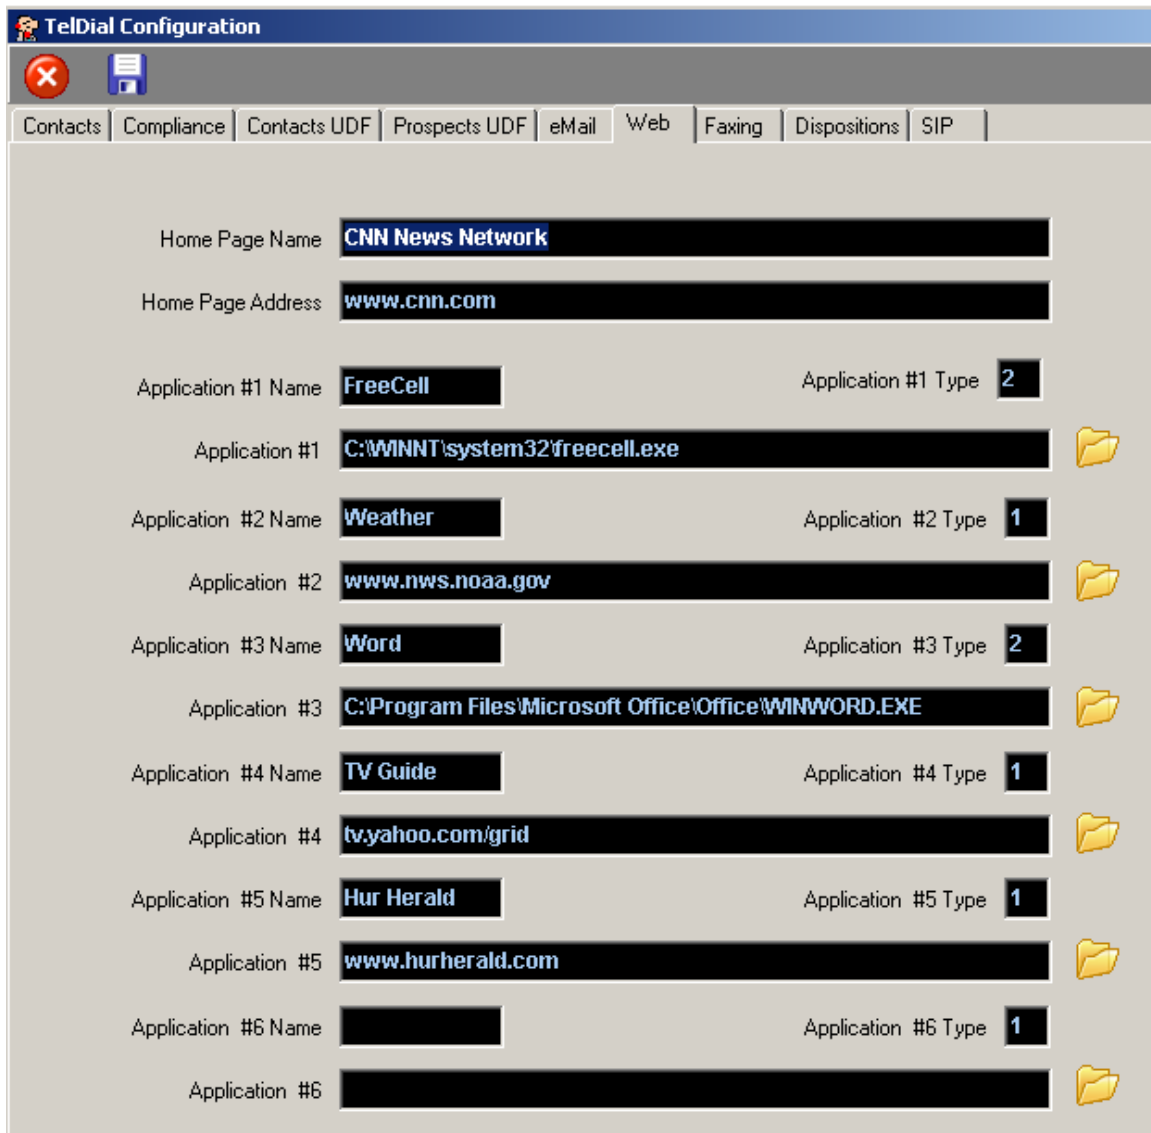 TelDial Configuration
Contacts Compliance Contacts UDF Prospects UDF eMail Web Faxing Dispositions SIP
Home Page Name CNN News Network
Home Page Address www.cnn.com
Application #1 Name FreeCell Application #1 Type 2
Application #1 C:\WINNT\system32\freecell.exe
Application #2 Name Weather Application #2 Type 1
Application #2 www.nws.noaa.gov
Application #3 Name Word Application #3 Type 2
Application #3 C:\Program Files\Microsoft Office\Office\WINWORD.EXE
Application #4 Name TV Guide Application #4 Type 1
Application #4 tv.yahoo.com/grid
Application #5 Name Hur Herald Application #5 Type 1
Application #5 www.hurherald.com
Application #6 Name Application #6 Type 1
Application #6